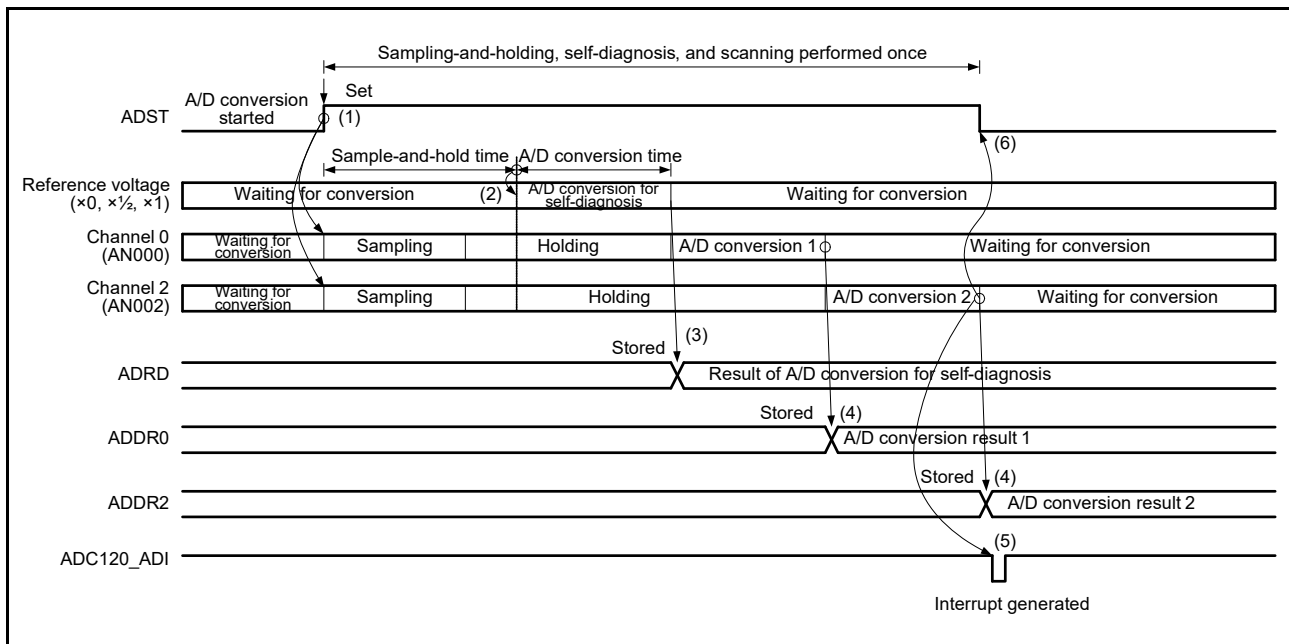 Sampling-and-holding, self-diagnosis, and scanning performed once
ADST
A/D conversion
started
Set
(1)
(6)
Sample-and-hold time
A/D conversion time
Reference voltage
(×0, ×½, ×1)
Waiting for conversion
(2)
A/D conversion for
self-diagnosis
Waiting for conversion
Channel 0
(AN000)
Waiting for
conversion
Sampling
Holding
A/D conversion 1
Waiting for conversion
Channel 2
(AN002)
Waiting for
conversion
Sampling
Holding
A/D conversion 2
Waiting for conversion
Stored
(3)
ADRD
Result of A/D conversion for self-diagnosis
Stored
(4)
ADDR0
A/D conversion result 1
Stored
(4)
ADDR2
A/D conversion result 2
ADC120_ADI
(5)
Interrupt generated